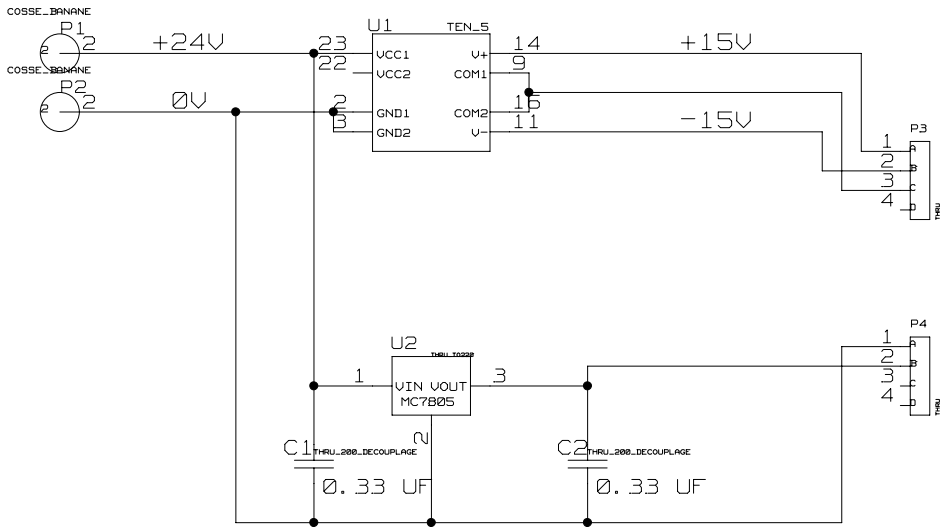 COSSE_BANANE
P1
2
2
+24V
COSSE_BANANE
P2
2
2
0V
U1
TEN_5
23
VCC1
22
VCC2
2
GND1
3
GND2
V+
14
COM1
9
COM2
16
V-
11
+15V
-15V
P3
1
A
2
B
3
C
4
D
THRU
U2
THRU_TO220
1
VIN VOUT
3
MC7805
2
C1
THRU_200_DECOUPLAGE
0.33 UF
C2
THRU_200_DECOUPLAGE
0.33 UF
P4
1
A
2
B
3
C
4
D
THRU